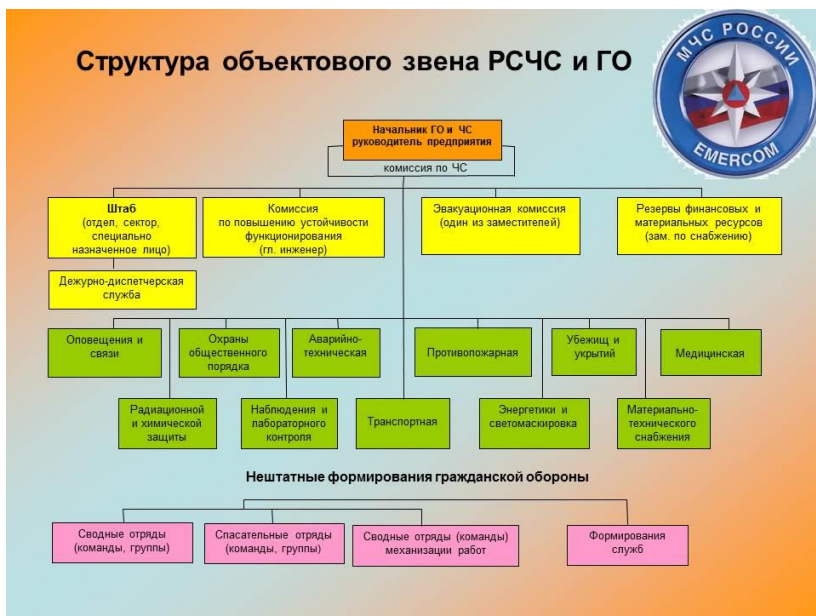 Структура объектового звена РСЧС и ГО
МЧС РОССИИ
EMERCOM
Начальник ГО и ЧС
руководитель предприятия
комиссия по ЧС
Штаб
(отдел, сектор,
специально
назначенное лицо)
Комиссия
по повышению устойчивости
функционирования
(гл. инженер)
Эвакуационная комиссия
(один из заместителей)
Резервы финансовых и
материальных ресурсов
(зам. по снабжению)
Дежурно-диспетчерская
служба
Оповещения и
связи
Охраны
общественного
порядка
Аварийно-
техническая
Противопожарная
Убежищ и
укрытий
Медицинская
Радиационной
и химической
защиты
Наблюдения и
лабораторного
контроля
Транспортная
Энергетики и
светомаскировка
Материально-
технического
снабжения
Нештатные формирования гражданской обороны
Сводные отряды
(команды, группы)
Спасательные отряды
(команды, группы)
Сводные отряды (команды)
механизации работ
Формирования
служб